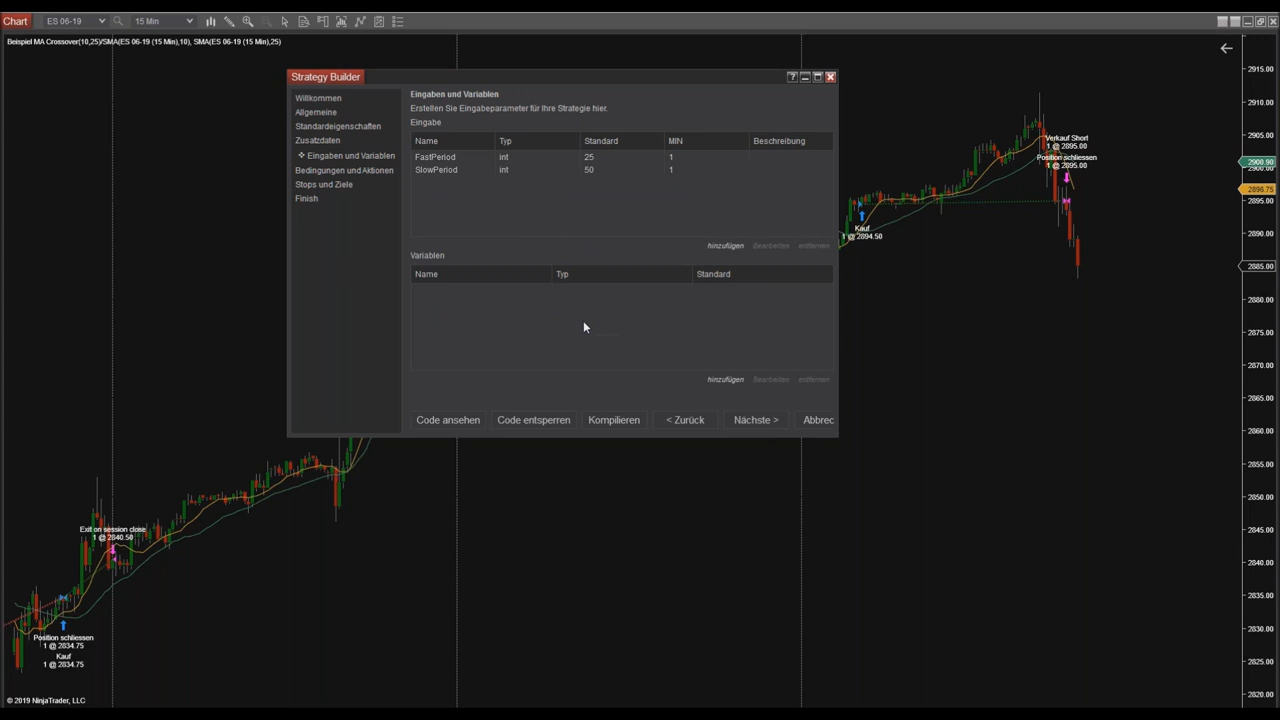 Chart
ES 06-19
15 Min
Beispiel MA Crossover(10,25)/SMA(ES 06-19 (15 Min),10), SMA(ES 06-19 (15 Min),25)
Strategy Builder
?
Willkommen
Allgemeine
Standardeigenschaften
Zusatzdaten
Eingaben und Variablen
Bedingungen und Aktionen
Stops und Ziele
Finish
Eingaben und Variablen
Erstellen Sie Eingabeparameter für Ihre Strategie hier.
Eingabe
Name Typ Standard MIN Beschreibung
FastPeriod int 25 1
SlowPeriod int 50 1
hinzufügen Bearbeiten entfernen
Variablen
Name Typ Standard
hinzufügen Bearbeiten entfernen
Code ansehen Code entsperren Kompilieren < Zurück Nächste > Abbrec
Verkauf Short
1 @ 2895.00
Position schliessen
1 @ 2895.00
Kauf
1 @ 2894.50
Exit on session close
1 @ 2840.50
Position schliessen
1 @ 2834.75
Kauf
1 @ 2834.75
2915.00
2910.00
2905.00
2908.90
2900.00
2896.75
2895.00
2890.00
2885.00
2880.00
2875.00
2870.00
2865.00
2860.00
2855.00
2850.00
2845.00
2840.00
2835.00
2830.00
2825.00
2820.00
© 2019 NinjaTrader, LLC